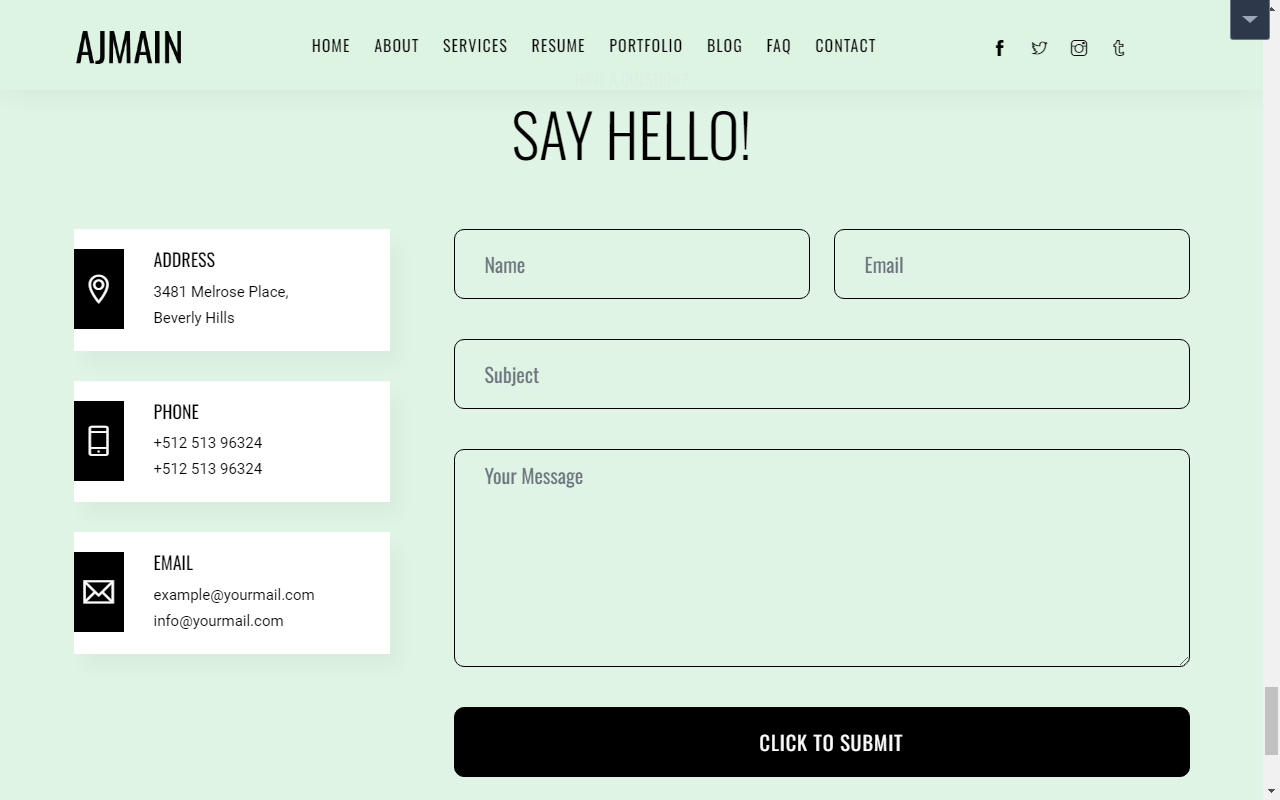 AJMAIN
HOME ABOUT SERVICES RESUME PORTFOLIO BLOG FAQ CONTACT
SAY HELLO!
ADDRESS
3481 Melrose Place,
Beverly Hills
PHONE
+512 513 96324
+512 513 96324
EMAIL
example@yourmail.com
info@yourmail.com
Name
Email
Subject
Your Message
CLICK TO SUBMIT